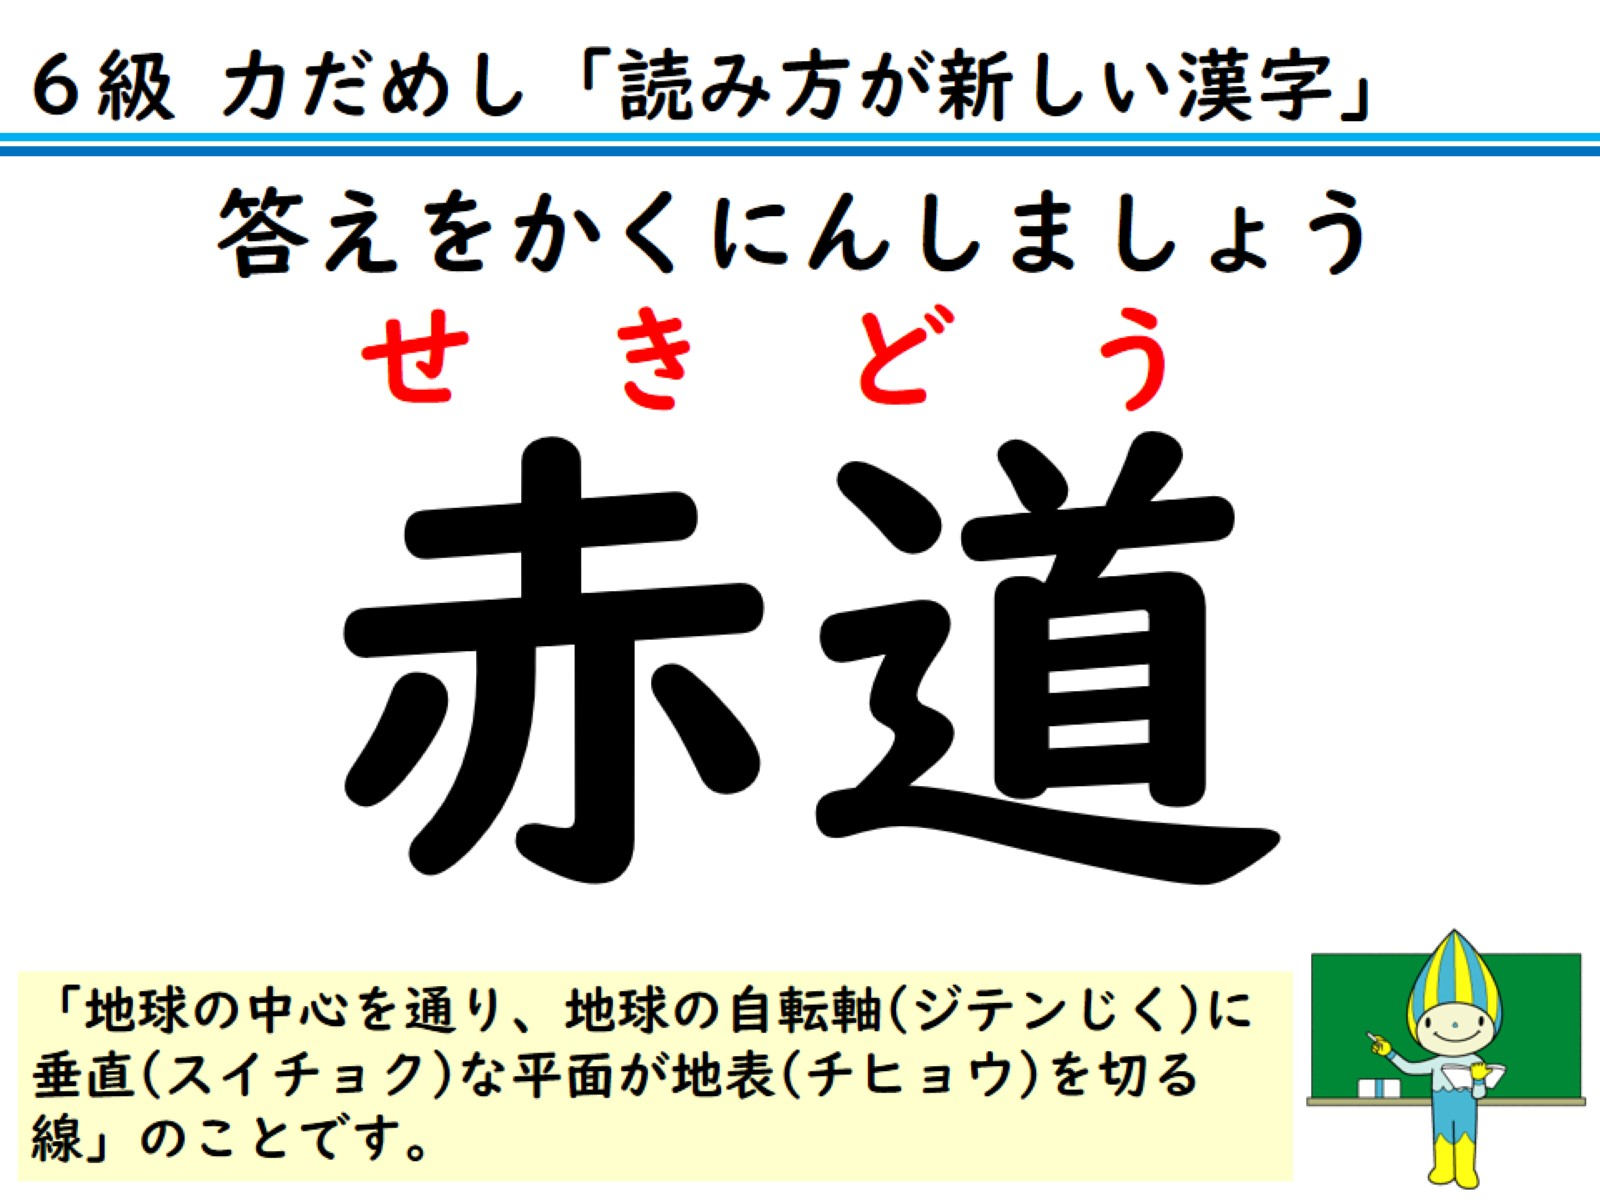 ６級 力だめし「読み方が新しい漢字」
答えをかくにんしましょう
せきどう
赤道
「地球の中心を通り、地球の自転軸(ジテンじく)に
垂直(スイチョク)な平面が地表(チヒョウ)を切る
線」のことです。